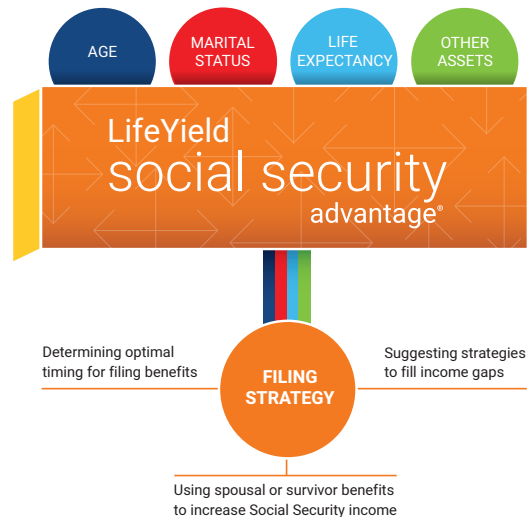 AGE
MARITAL
STATUS
LIFE
EXPECTANCY
OTHER
ASSETS
LifeYield
social security
advantage®
Determining optimal
timing for filing benefits
FILING
STRATEGY
Suggesting strategies
to fill income gaps
Using spousal or survivor benefits
to increase Social Security income